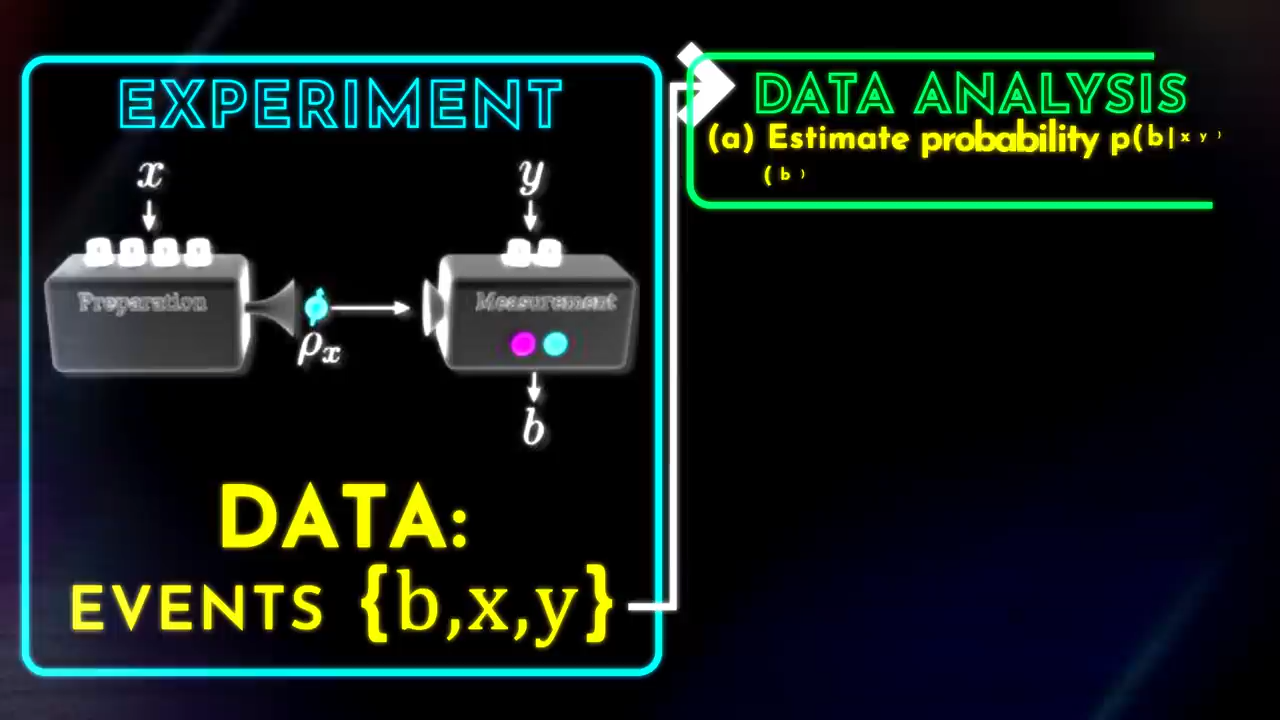 EXPERIMENT
x
y
Preparation
Measurement
ρₓ
b
DATA:
EVENTS {b,x,y}
DATA ANALYSIS
(a) Estimate probability p(b|x y )
(b )